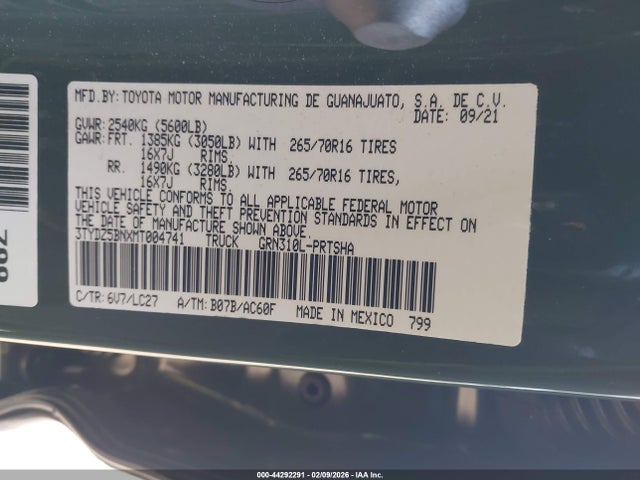 MFD.BY: TOYOTA MOTOR MANUFACTURING DE GUANAJUATO, S.A. DE C.V.
DATE: 09/21
GVWR: 2540KG (5600LB)
GAWR: FRT. 1385KG (3050LB) WITH 265/70R16 TIRES
16X7J RIMS,
RR. 1490KG (3280LB) WITH 265/70R16 TIRES,
16X7J RIMS.
THIS VEHICLE CONFORMS TO ALL APPLICABLE FEDERAL MOTOR
VEHICLE SAFETY AND THEFT PREVENTION STANDARDS IN EFFECT ON
THE DATE OF MANUFACTURE SHOWN ABOVE.
3TYDZ5BNXMT004741 TRUCK GRN310L-PRTSHA
C/TR: 6V7/LC27 A/TM: B07B/AC60F MADE IN MEXICO 799
000-44292291 - 02/09/2026 - IAA Inc.